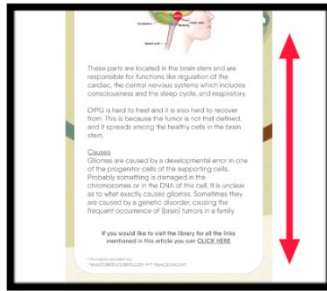 These parts are located in the brain stem and are
responsible for functions like regulation of the
cardiac, the central nervous systems which includes
consciousness and the sleep cycle, and respiratory.
DIPG is hard to treat and it is also hard to recover
from. This is because the tumor is not that defined,
and it spreads among the healthy cells in the brain
stem.
Causes
Gliomas are caused by a developmental error in one
of the progenitor cells of the supporting cells.
Probably something is damaged in the
chromosomes or in the DNA of this cell. It is unclear
as to what exactly causes gliomas. Sometimes they
are caused by a genetic disorder, causing the
frequent occurrence of (brain) tumors in a family.
If you would like to visit the library for all the links
mentioned in this article you can CLICK HERE